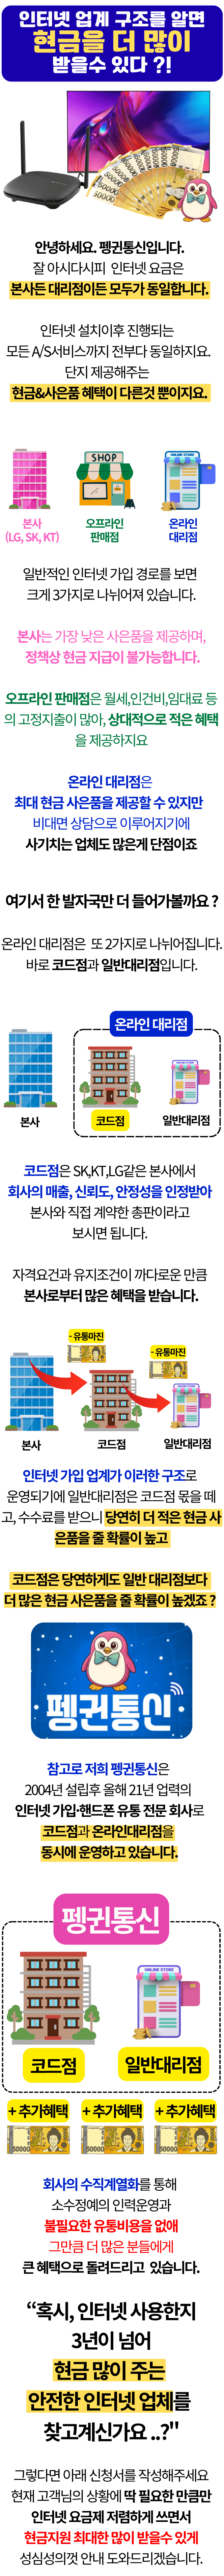 인터넷 업계 구조를 알면
현금을 더 많이
받을수 있다 ?!
안녕하세요. 펭귄통신입니다.
잘 아시다시피 인터넷 요금은
본사든 대리점이든 모두가 동일합니다.
인터넷 설치이후 진행되는
모든 A/S서비스까지 전부다 동일하지요.
단지 제공해주는
현금&사은품 혜택이 다른것 뿐이지요.
SHOP
ONLINE STORE
본사
(LG, SK, KT)
오프라인
판매점
온라인
대리점
일반적인 인터넷 가입 경로를 보면
크게 3가지로 나뉘어져 있습니다.
본사는 가장 낮은 사은품을 제공하며,
정책상 현금 지급이 불가능합니다.
오프라인 판매점은 월세,인건비,임대료 등
의 고정지출이 많아, 상대적으로 적은 혜택
을 제공하지요
온라인 대리점은
최대 현금 사은품을 제공할 수 있지만
비대면 상담으로 이루어지기에
사기치는 업체도 많은게 단점이죠
여기서 한 발자국만 더 들어가볼까요 ?
온라인 대리점은 또 2가지로 나뉘어집니다.
바로 코드점과 일반대리점입니다.
온라인 대리점
본사
코드점
일반대리점
코드점은 SK,KT,LG같은 본사에서
회사의 매출, 신뢰도, 안정성을 인정받아
본사와 직접 계약한 총판이라고
보시면 됩니다.
자격요건과 유지조건이 까다로운 만큼
본사로부터 많은 혜택을 받습니다.
- 유통마진
- 유통마진
본사
코드점
일반대리점
인터넷 가입 업계가 이러한 구조로
운영되기에 일반대리점은 코드점 몫을 떼
고, 수수료를 받으니 당연히 더 적은 현금 사
은품을 줄 확률이 높고
코드점은 당연하게도 일반 대리점보다
더 많은 현금 사은품을 줄 확률이 높겠죠 ?
펭귄통신
참고로 저희 펭귄통신은
2004년 설립후 올해 21년 업력의
인터넷 가입·핸드폰 유통 전문 회사로
코드점과 온라인대리점을
동시에 운영하고 있습니다.
펭귄통신
ONLINE STORE
코드점
일반대리점
+ 추가혜택
+ 추가혜택
+ 추가혜택
50000
50000
50000
회사의 수직계열화를 통해
소수정예의 인력운영과
불필요한 유통비용을 없애
그만큼 더 많은 분들에게
큰 혜택으로 돌려드리고 있습니다.
“혹시, 인터넷 사용한지
3년이 넘어
현금 많이 주는
안전한 인터넷 업체를
찾고계신가요 ..?"
그렇다면 아래 신청서를 작성해주세요
현재 고객님의 상황에 딱 필요한 만큼만
인터넷 요금제 저렴하게 쓰면서
현금지원 최대한 많이 받을수 있게
성심성의껏 안내 도와드리겠습니다.